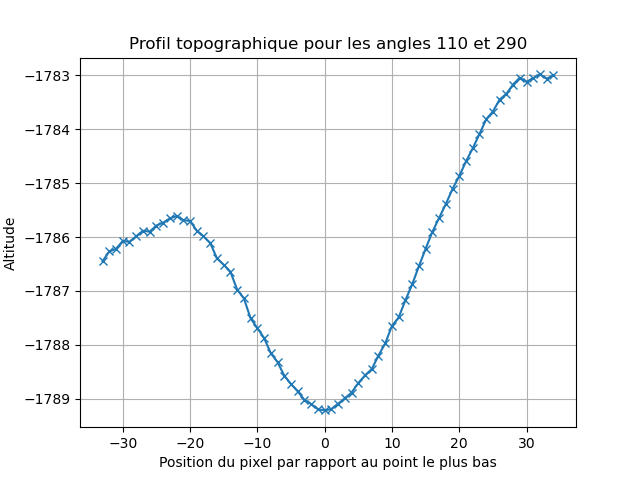 Profil topographique pour les angles 110 et 290
−1783
−1784
−1785
−1786
−1787
−1788
−1789
Altitude
−30 −20 −10 0 10 20 30
Position du pixel par rapport au point le plus bas